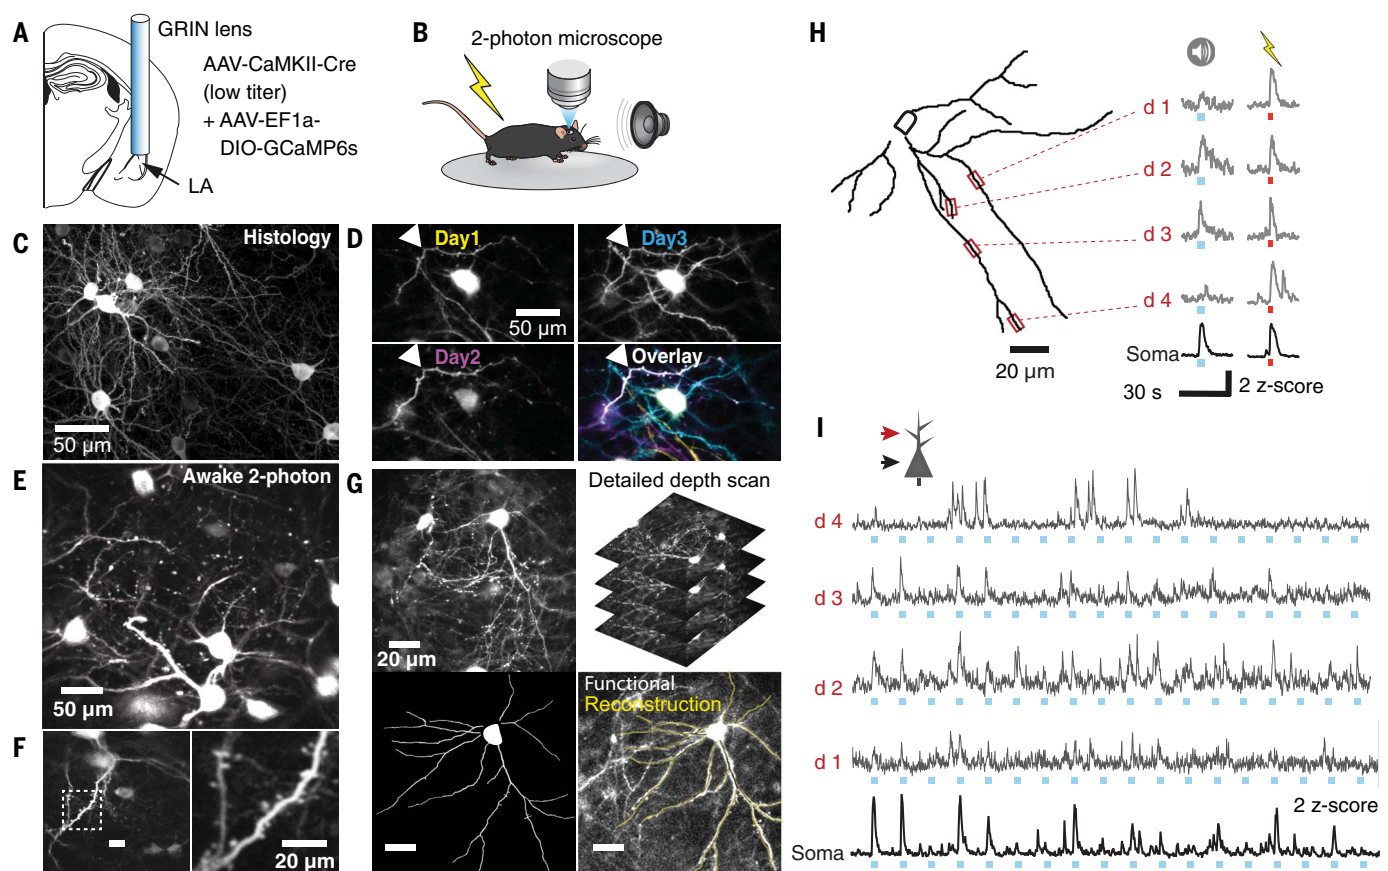 A
GRIN lens
AAV-CaMKII-Cre
(low titer)
+ AAV-EF1a-
DIO-GCaMP6s
LA
B
2-photon microscope
C
Histology
50 µm
D
Day1
50 µm
Day3
Day2
Overlay
E
Awake 2-photon
50 µm
F
20 µm
G
Detailed depth scan
20 µm
Functional
Reconstruction
H
d 1
d 2
d 3
d 4
Soma
20 µm
30 s
2 z-score
I
d 4
d 3
d 2
d 1
2 z-score
Soma